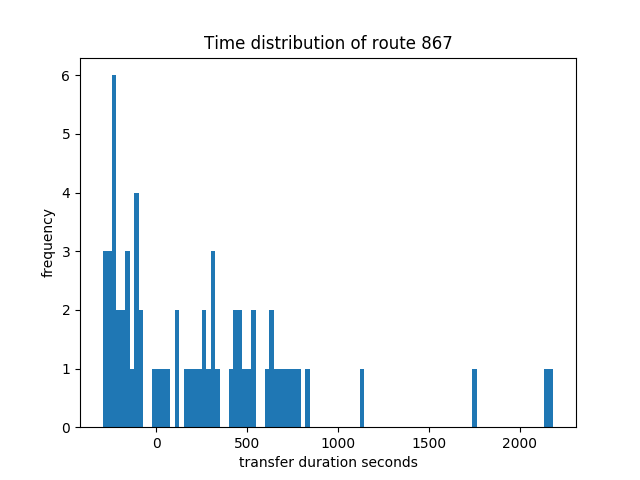 Time distribution of route 867
frequency
6
5
4
3
2
1
0
0 500 1000 1500 2000
transfer duration seconds